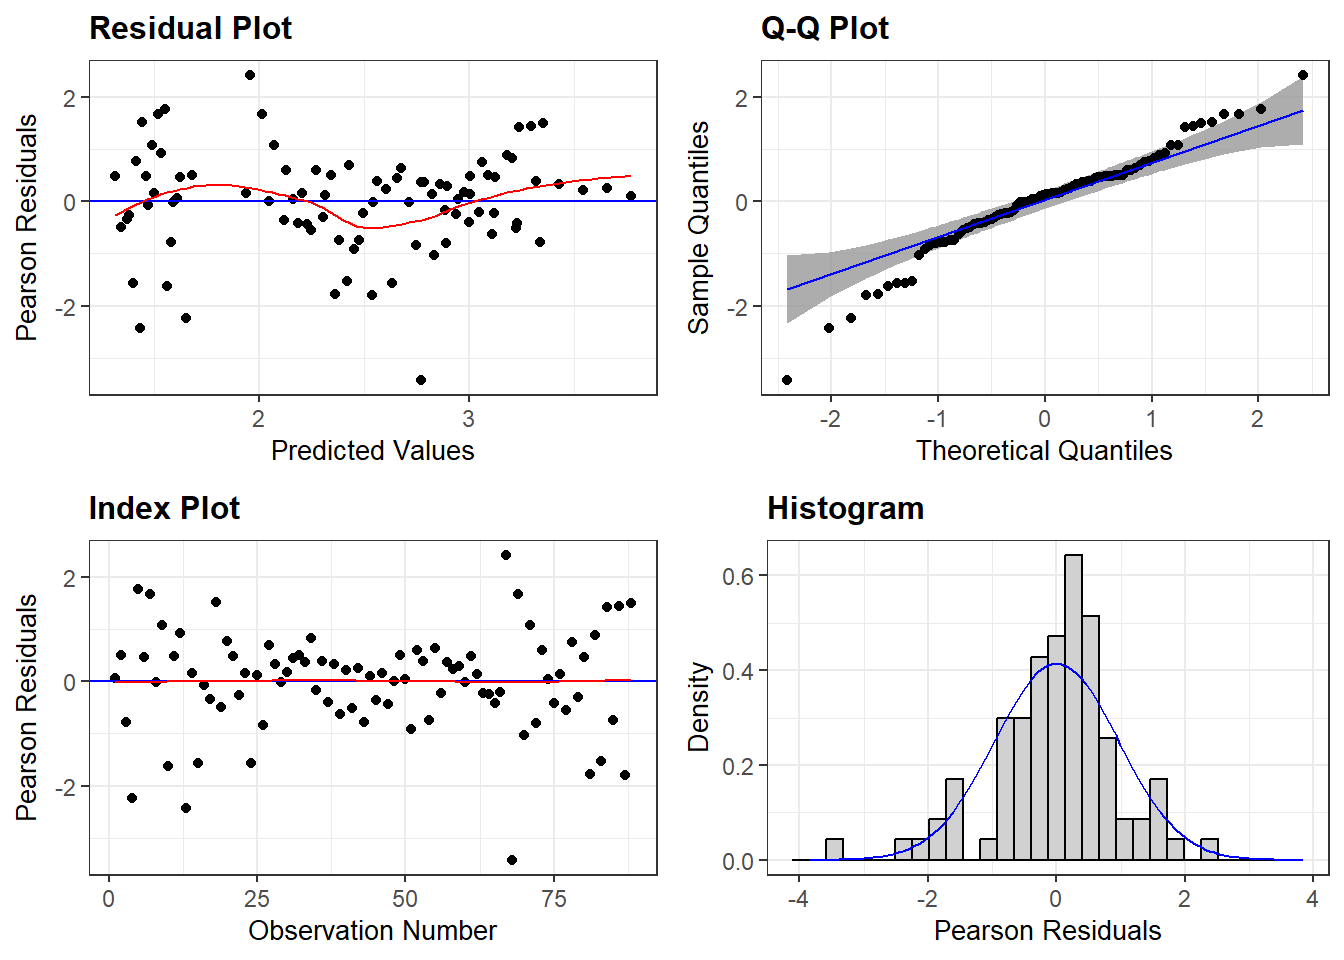 Residual Plot
Pearson Residuals
2
0
-2
2
3
Predicted Values
Q-Q Plot
Sample Quantiles
2
0
-2
-2
-1
0
1
2
Theoretical Quantiles
Index Plot
Pearson Residuals
2
0
-2
0
25
50
75
Observation Number
Histogram
Density
0.6
0.4
0.2
0.0
-4
-2
0
2
4
Pearson Residuals